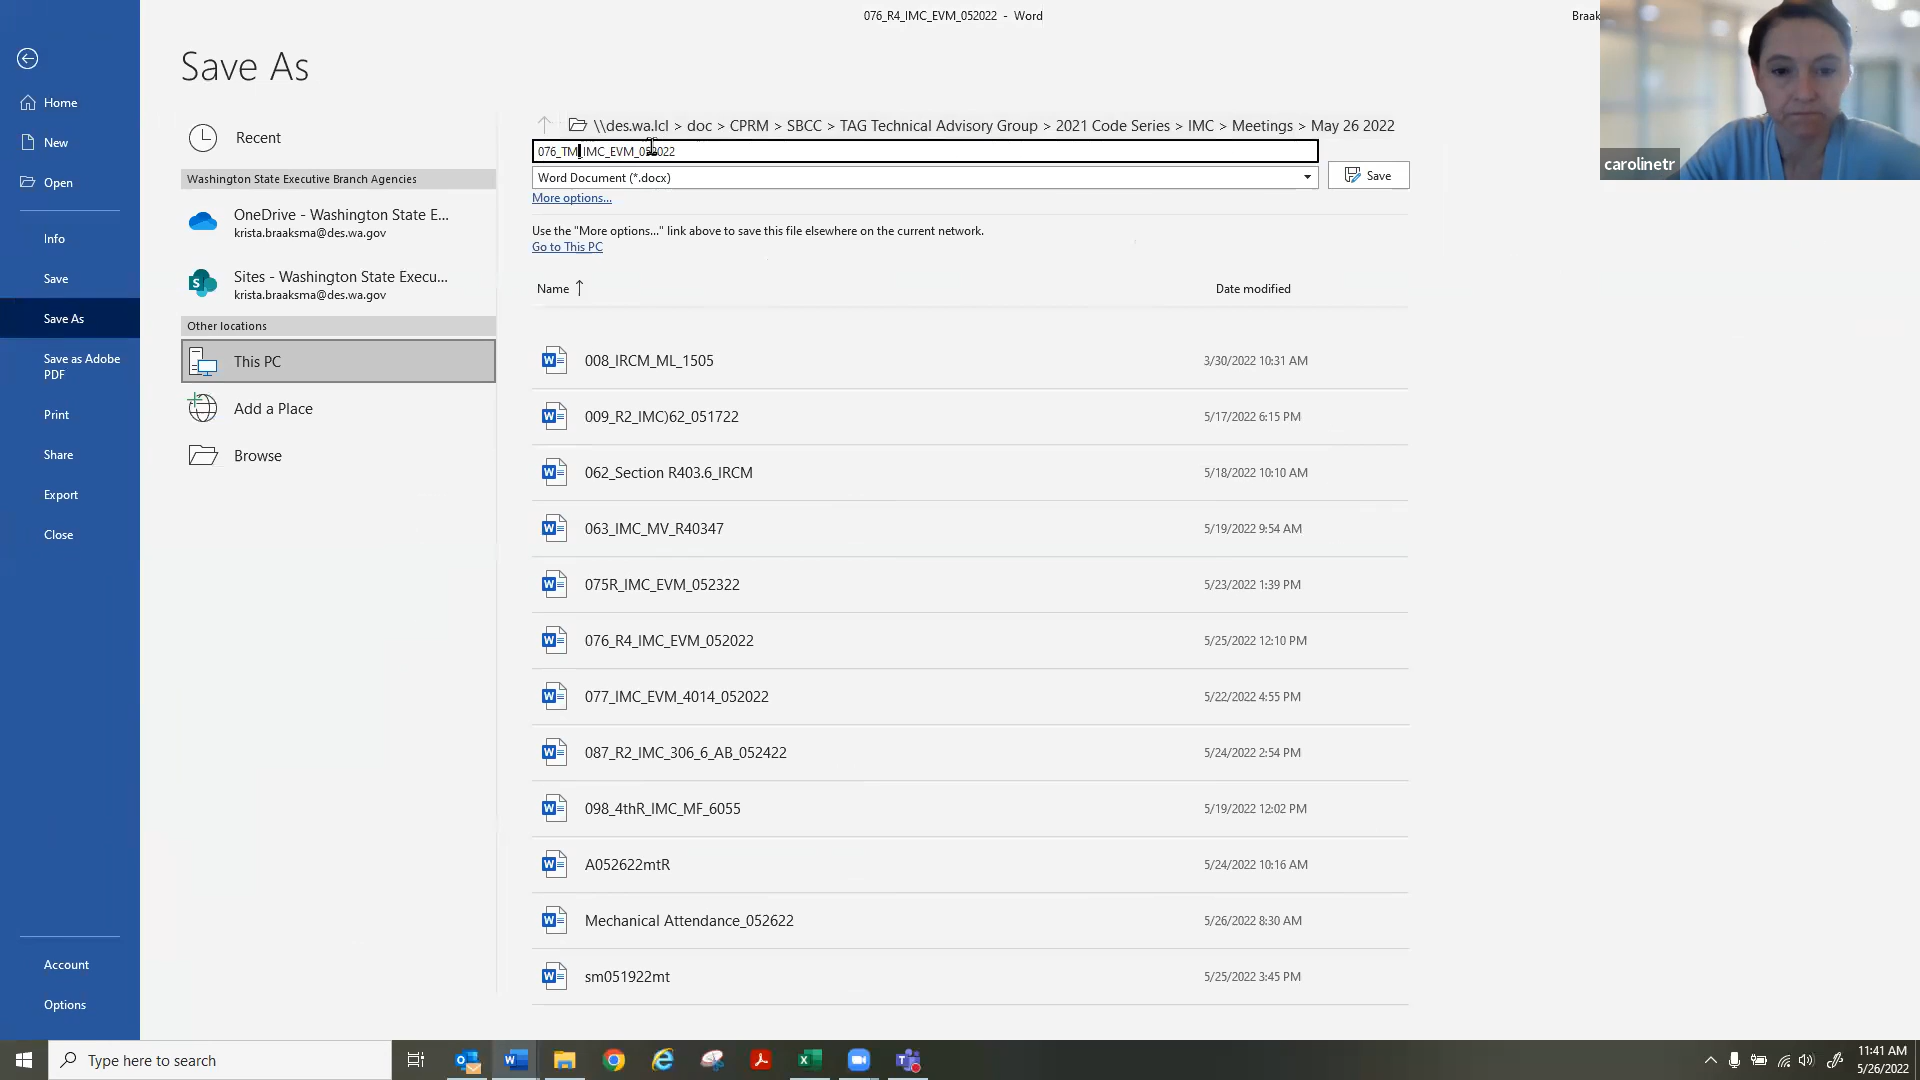 076_R4_IMC_EVM_052022 - Word
Braak
Save As
Home
New
Open
Info
Save
Save As
Save as Adobe
PDF
Print
Share
Export
Close
Account
Options
Recent
Washington State Executive Branch Agencies
OneDrive - Washington State E...
krista.braaksma@des.wa.gov
Sites - Washington State Execu...
krista.braaksma@des.wa.gov
Other locations
This PC
Add a Place
Browse
\\des.wa.lcl > doc > CPRM > SBCC > TAG Technical Advisory Group > 2021 Code Series > IMC > Meetings > May 26 2022
076_TM_IMC_EVM_052022
Word Document (*.docx)
Save
More options...
Use the "More options..." link above to save this file elsewhere on the current network.
Go to This PC
Name ↑ Date modified
008_IRCM_ML_1505 3/30/2022 10:31 AM
009_R2_IMC)62_051722 5/17/2022 6:15 PM
062_Section R403.6_IRCM 5/18/2022 10:10 AM
063_IMC_MV_R40347 5/19/2022 9:54 AM
075R_IMC_EVM_052322 5/23/2022 1:39 PM
076_R4_IMC_EVM_052022 5/25/2022 12:10 PM
077_IMC_EVM_4014_052022 5/22/2022 4:55 PM
087_R2_IMC_306_6_AB_052422 5/24/2022 2:54 PM
098_4thR_IMC_MF_6055 5/19/2022 12:02 PM
A052622mtR 5/24/2022 10:16 AM
Mechanical Attendance_052622 5/26/2022 8:30 AM
sm051922mt 5/25/2022 3:45 PM
carolinetr
Type here to search
11:41 AM
5/26/2022